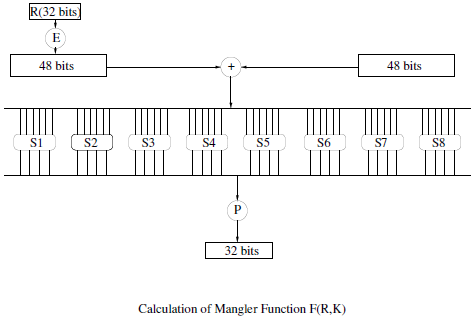 R(32 bits)
E
48 bits
+
48 bits
S1 S2 S3 S4 S5 S6 S7 S8
P
32 bits
Calculation of Mangler Function F(R,K)